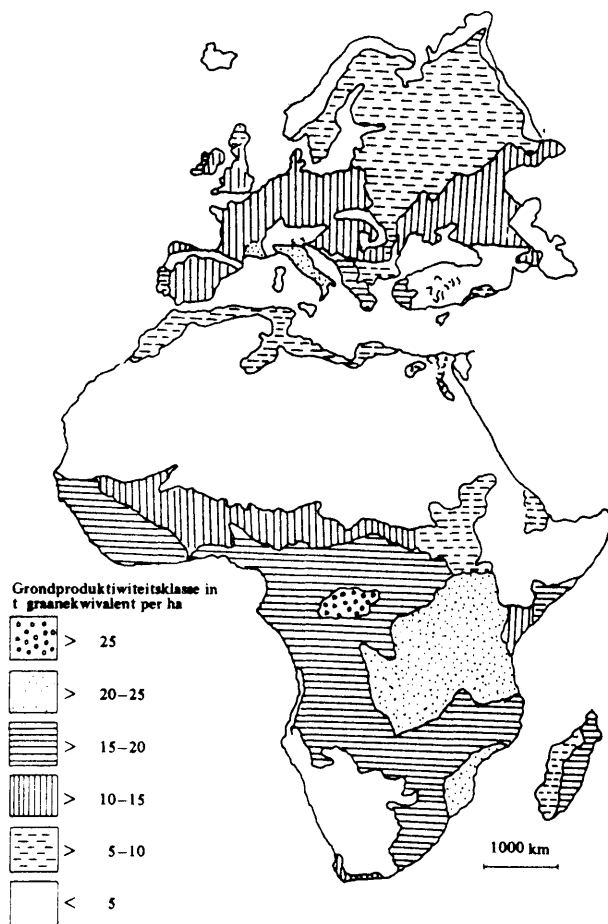 Grondproduktiwiteitsklasse in
t graanekwivalent per ha
> 25
> 20–25
> 15–20
> 10–15
> 5–10
< 5
1000 km